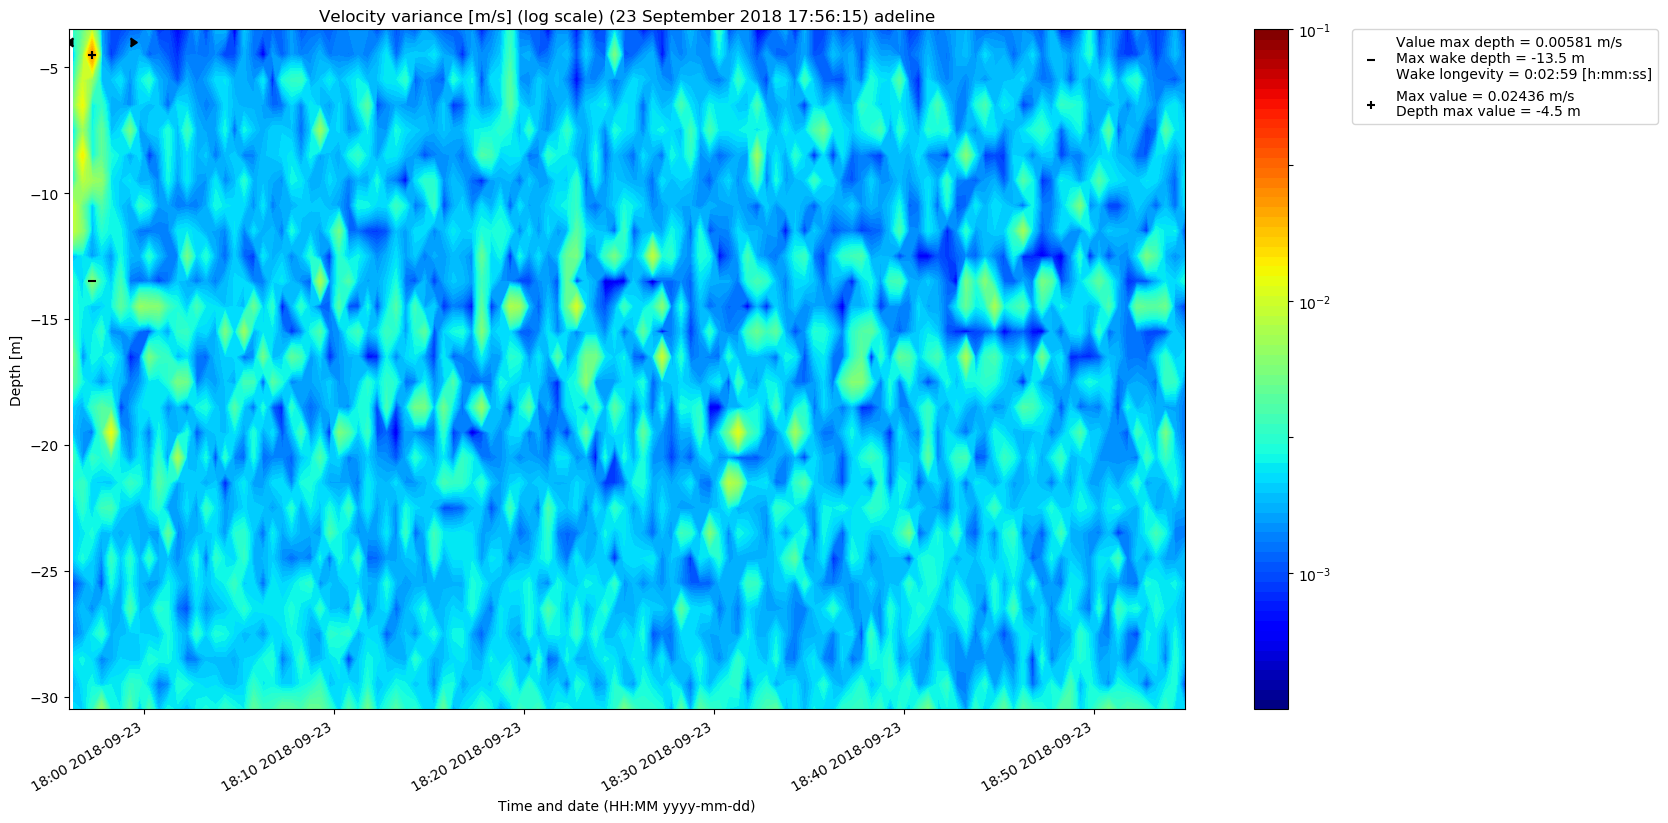 Velocity variance [m/s] (log scale) (23 September 2018 17:56:15) adeline
Value max depth = 0.00581 m/s
Max wake depth = -13.5 m
Wake longevity = 0:02:59 [h:mm:ss]
Max value = 0.02436 m/s
Depth max value = -4.5 m
10⁻¹
10⁻²
10⁻³
Depth [m]
−5
−10
−15
−20
−25
−30
18:00 2018-09-23
18:10 2018-09-23
18:20 2018-09-23
18:30 2018-09-23
18:40 2018-09-23
18:50 2018-09-23
Time and date (HH:MM yyyy-mm-dd)